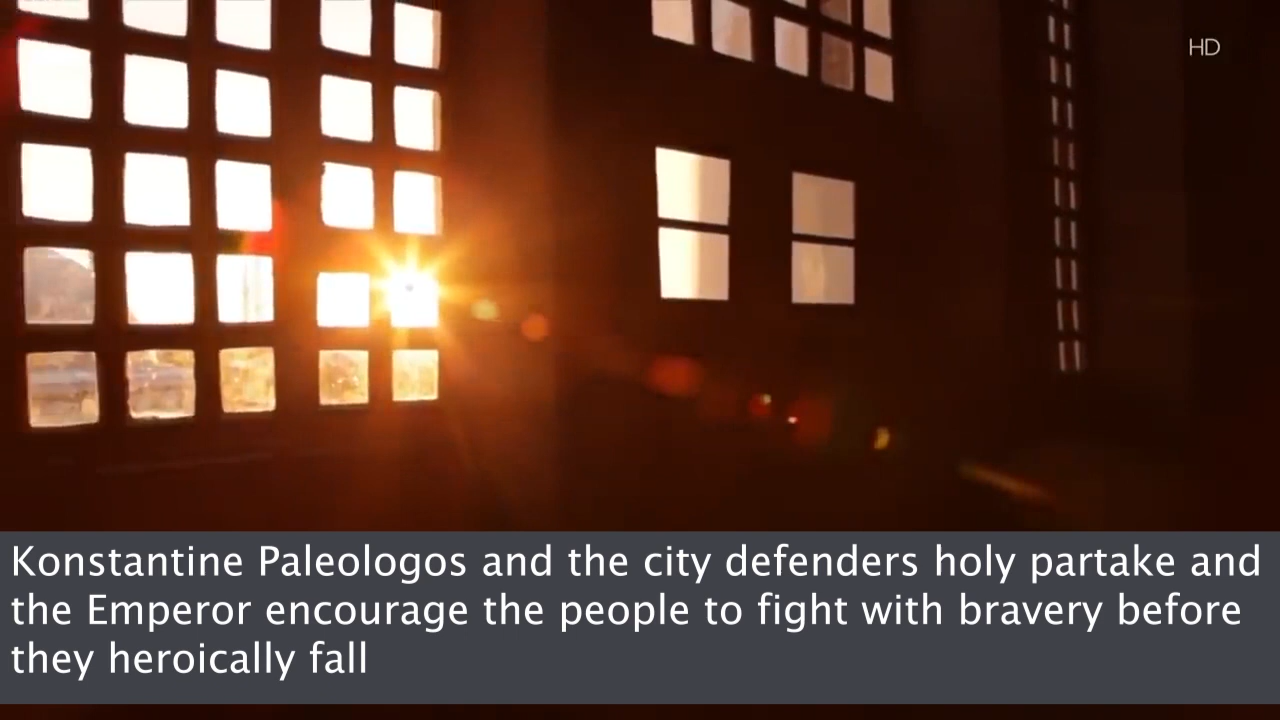 HD
Konstantine Paleologos and the city defenders holy partake and
the Emperor encourage the people to fight with bravery before
they heroically fall